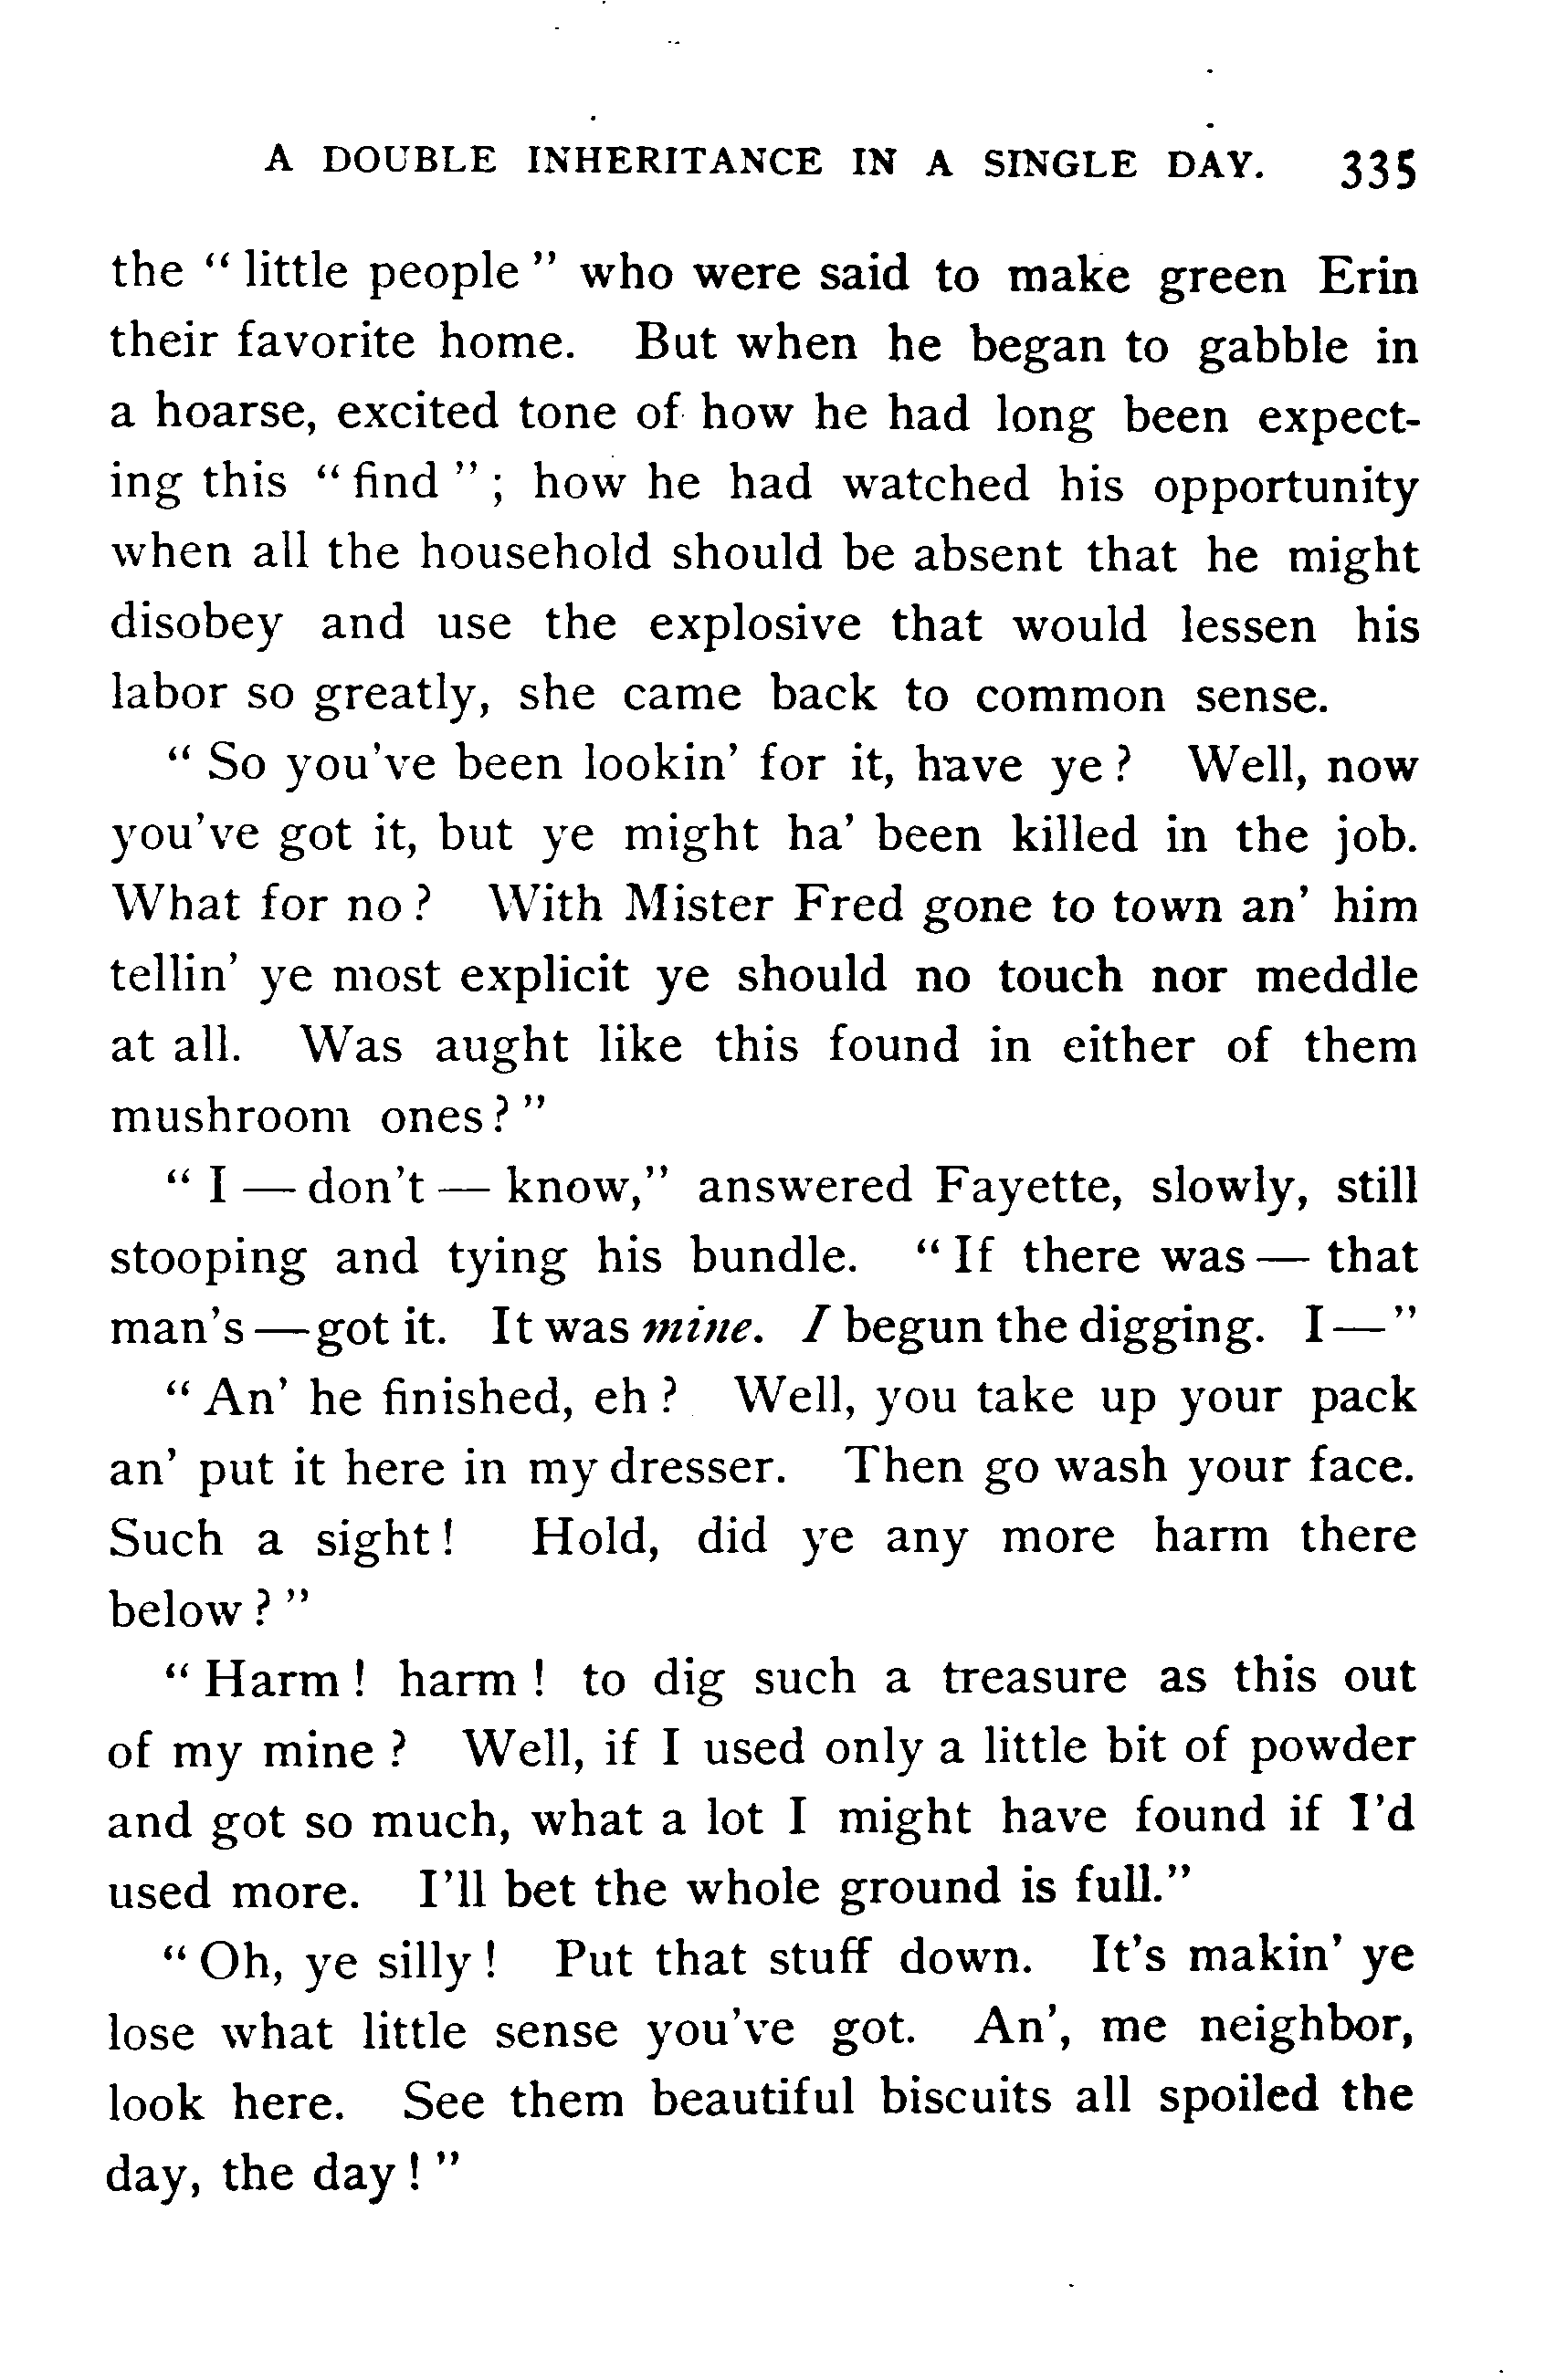 A DOUBLE INHERITANCE IN A SINGLE DAY. 335
the “ little people ” who were said to make green Erin
their favorite home. But when he began to gabble in
a hoarse, excited tone of how he had long been expect-
ing this “ find ” ; how he had watched his opportunity
when all the household should be absent that he might
disobey and use the explosive that would lessen his
labor so greatly, she came back to common sense.
“ So you’ve been lookin’ for it, have ye ? Well, now
you’ve got it, but ye might ha’ been killed in the job.
What for no ? With Mister Fred gone to town an’ him
tellin’ ye most explicit ye should no touch nor meddle
at all. Was aught like this found in either of them
mushroom ones ? ”
“ I — don’t — know,” answered Fayette, slowly, still
stooping and tying his bundle. “ If there was — that
man’s — got it. It was mine. I begun the digging. I — ”
“ An’ he finished, eh ? Well, you take up your pack
an’ put it here in my dresser. Then go wash your face.
Such a sight ! Hold, did ye any more harm there
below ? ”
“ Harm ! harm ! to dig such a treasure as this out
of my mine ? Well, if I used only a little bit of powder
and got so much, what a lot I might have found if I’d
used more. I’ll bet the whole ground is full.”
“ Oh, ye silly ! Put that stuff down. It’s makin’ ye
lose what little sense you’ve got. An’, me neighbor,
look here. See them beautiful biscuits all spoiled the
day, the day ! ”